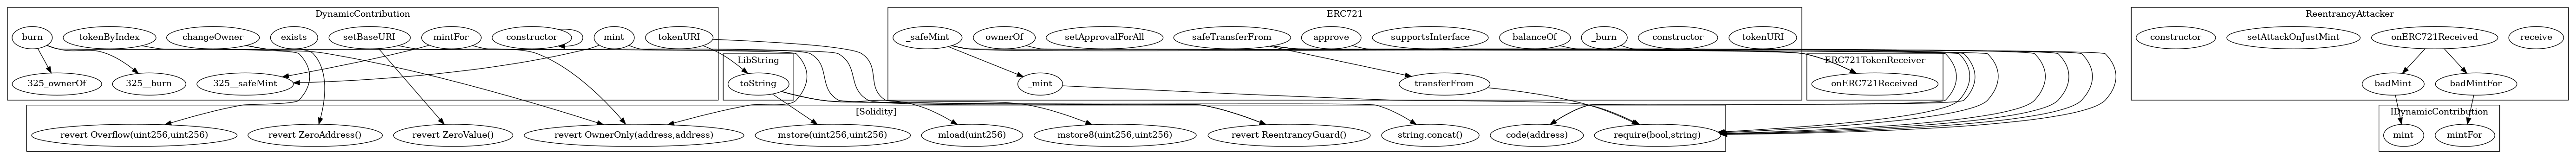 DynamicContribution
burn
tokenByIndex
changeOwner
exists
setBaseURI
mintFor
constructor
mint
tokenURI
325_ownerOf
325__burn
325__safeMint
LibString
toString
ERC721
_safeMint
ownerOf
setApprovalForAll
safeTransferFrom
approve
supportsInterface
balanceOf
_burn
constructor
tokenURI
_mint
transferFrom
ERC721TokenReceiver
onERC721Received
ReentrancyAttacker
constructor
setAttackOnJustMint
onERC721Received
receive
badMint
badMintFor
[Solidity]
revert Overflow(uint256,uint256)
revert ZeroAddress()
revert ZeroValue()
revert OwnerOnly(address,address)
mstore(uint256,uint256)
mload(uint256)
mstore8(uint256,uint256)
revert ReentrancyGuard()
string.concat()
code(address)
require(bool,string)
IDynamicContribution
mint
mintFor